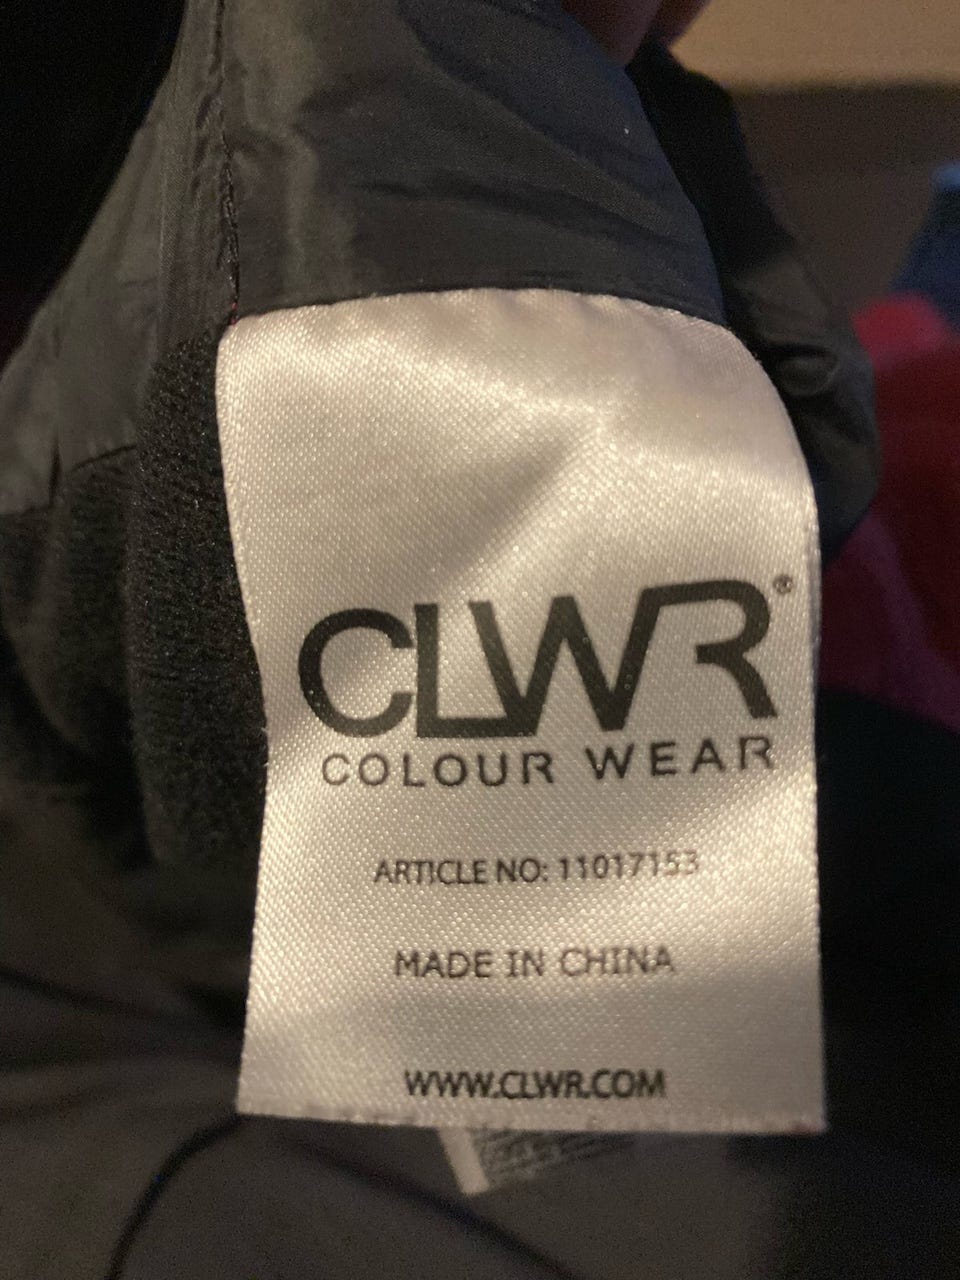 CLWR®
COLOUR WEAR
ARTICLE NO: 11017153
MADE IN CHINA
WWW.CLWR.COM